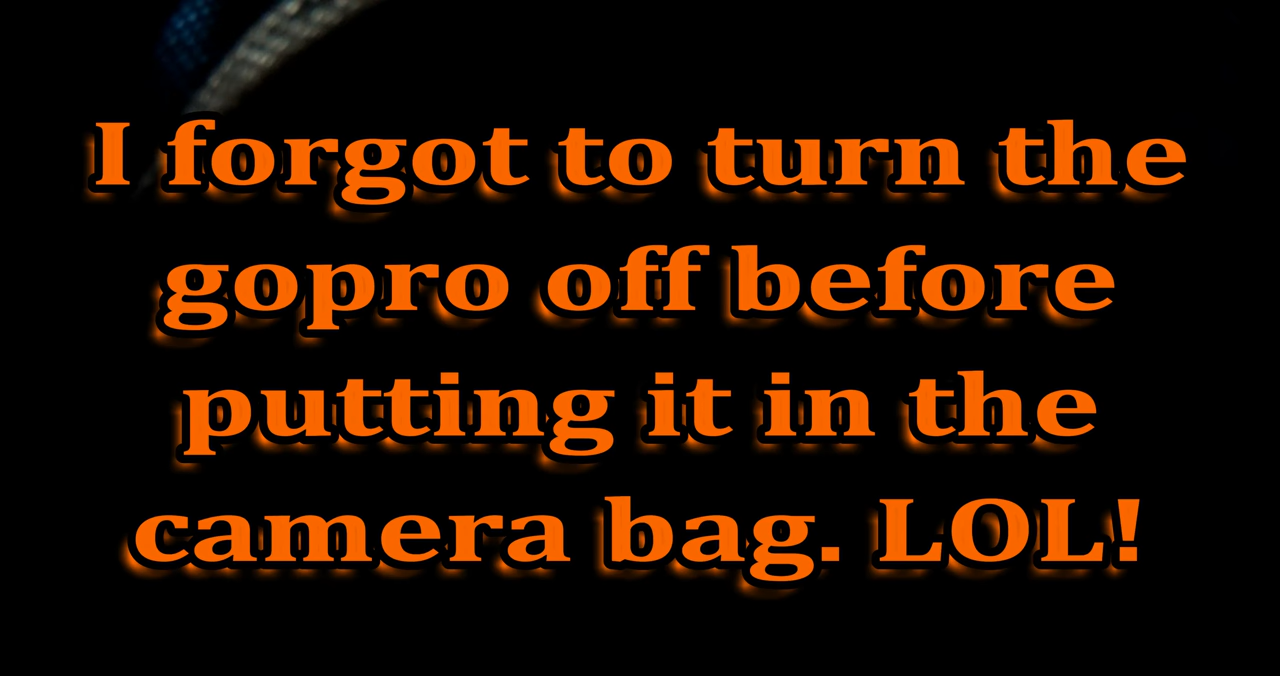 I forgot to turn the
gopro off before
putting it in the
camera bag. LOL!